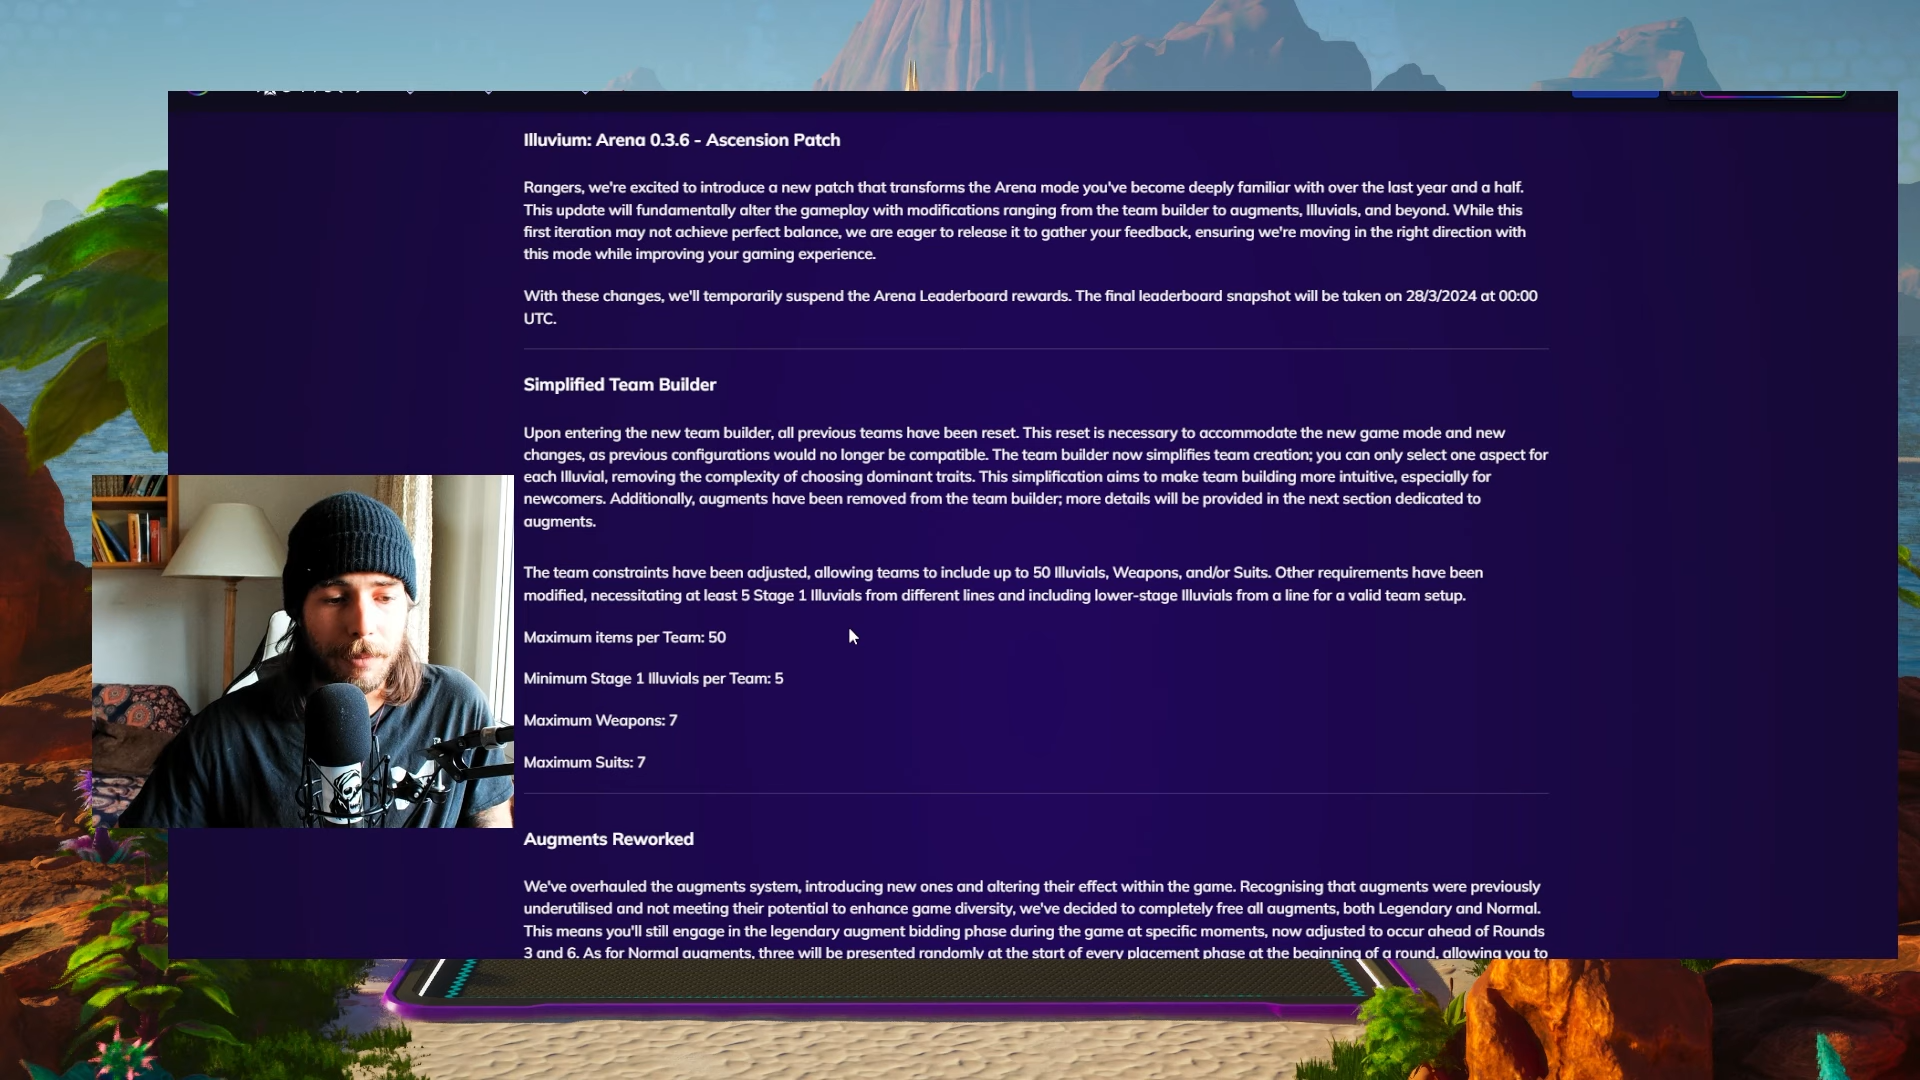 Illuvium: Arena 0.3.6 - Ascension Patch
Rangers, we're excited to introduce a new patch that transforms the Arena mode you've become deeply familiar with over the last year and a half.
This update will fundamentally alter the gameplay with modifications ranging from the team builder to augments, Illuvials, and beyond. While this
first iteration may not achieve perfect balance, we are eager to release it to gather your feedback, ensuring we're moving in the right direction with
this mode while improving your gaming experience.
With these changes, we'll temporarily suspend the Arena Leaderboard rewards. The final leaderboard snapshot will be taken on 28/3/2024 at 00:00
UTC.
Simplified Team Builder
Upon entering the new team builder, all previous teams have been reset. This reset is necessary to accommodate the new game mode and new
changes, as previous configurations would no longer be compatible. The team builder now simplifies team creation; you can only select one aspect for
each Illuvial, removing the complexity of choosing dominant traits. This simplification aims to make team building more intuitive, especially for
newcomers. Additionally, augments have been removed from the team builder; more details will be provided in the next section dedicated to
augments.
The team constraints have been adjusted, allowing teams to include up to 50 Illuvials, Weapons, and/or Suits. Other requirements have been
modified, necessitating at least 5 Stage 1 Illuvials from different lines and including lower-stage Illuvials from a line for a valid team setup.
Maximum items per Team: 50
Minimum Stage 1 Illuvials per Team: 5
Maximum Weapons: 7
Maximum Suits: 7
Augments Reworked
We've overhauled the augments system, introducing new ones and altering their effect within the game. Recognising that augments were previously
underutilised and not meeting their potential to enhance game diversity, we've decided to completely free all augments, both Legendary and Normal.
This means you'll still engage in the legendary augment bidding phase during the game at specific moments, now adjusted to occur ahead of Rounds
3 and 6. As for Normal augments, three will be presented randomly at the start of every placement phase at the beginning of a round, allowing you to